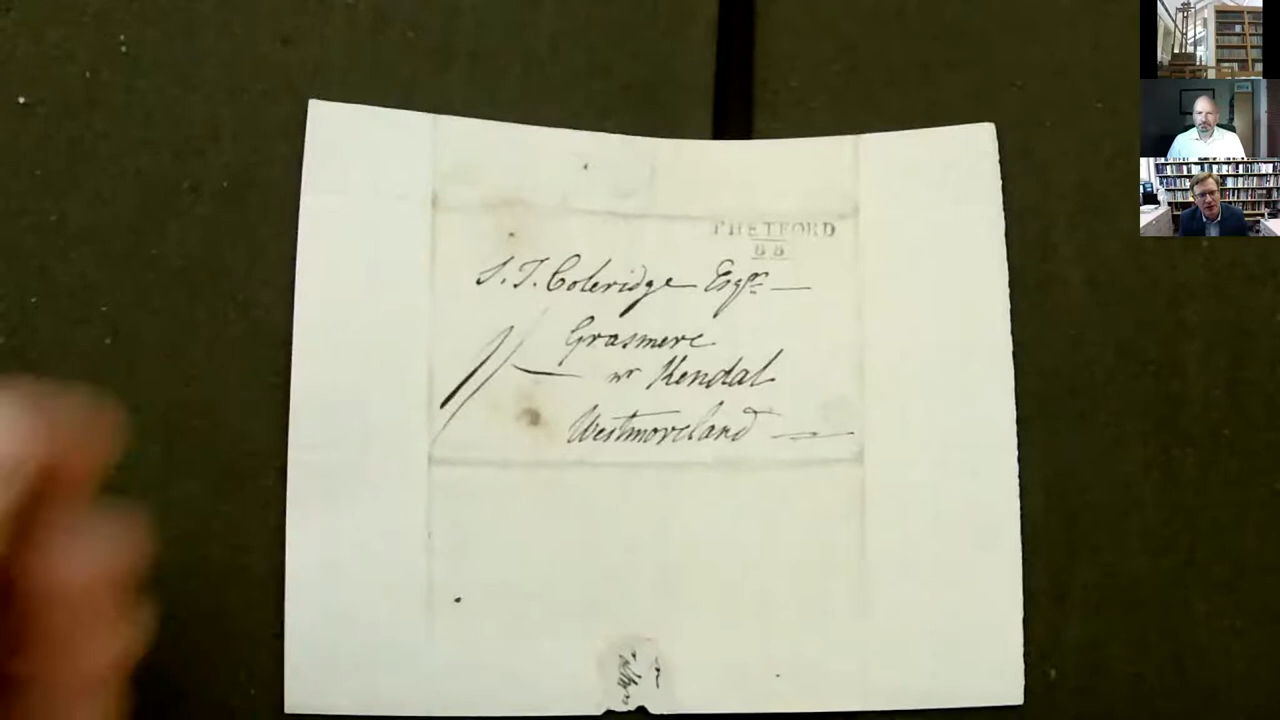 THETFORD
88
S. T. Coleridge Esqr.
Grasmere
nr Kendal
Westmoreland